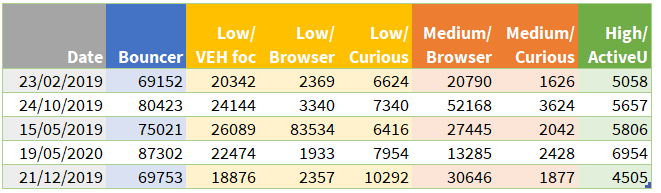 Low/ Low/ Low/ Medium/ Medium/ High/
Date Bouncer VEH foc Browser Curious Browser Curious ActiveU
23/02/2019 69152 20342 2369 6624 20790 1626 5058
24/10/2019 80423 24144 3340 7340 52168 3624 5657
15/05/2019 75021 26089 83534 6416 27445 2042 5806
19/05/2020 87302 22474 1933 7954 13285 2428 6954
21/12/2019 69753 18876 2357 10292 30646 1877 4505